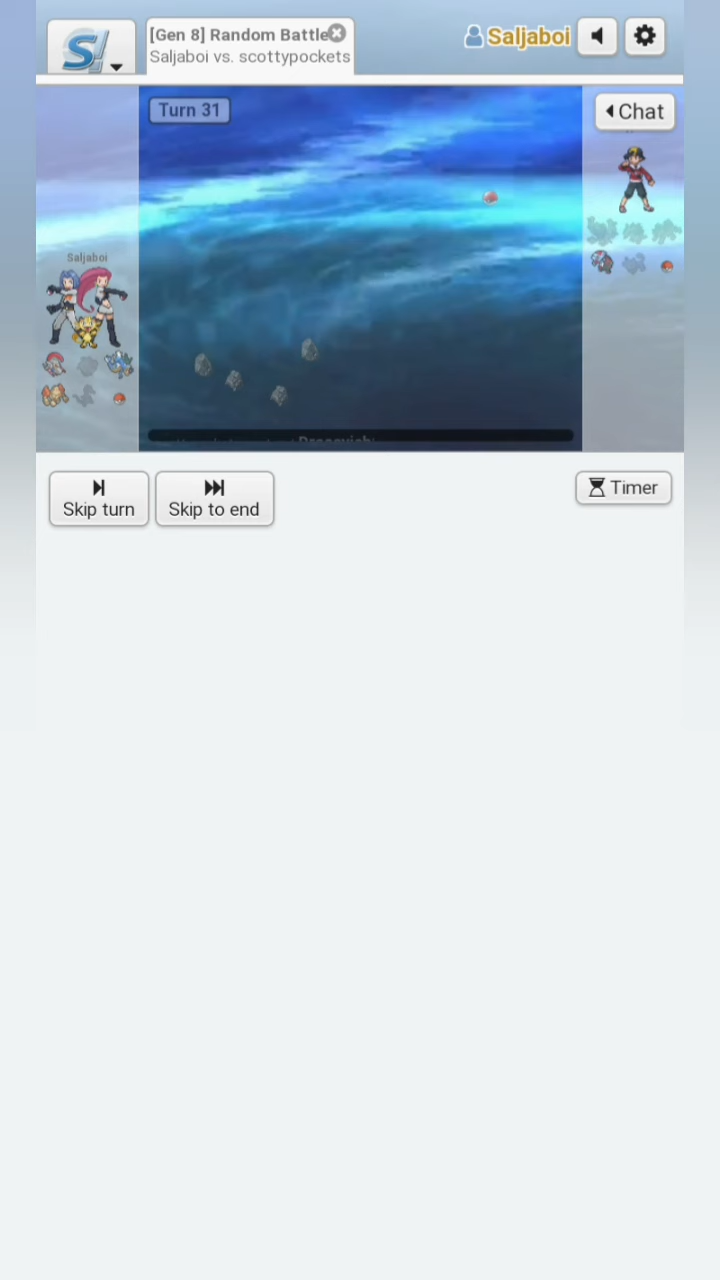 [Gen 8] Random Battle
Saljaboi vs. scottypockets
Saljaboi
Turn 31
Chat
Saljaboi
Skip turn
Skip to end
Timer